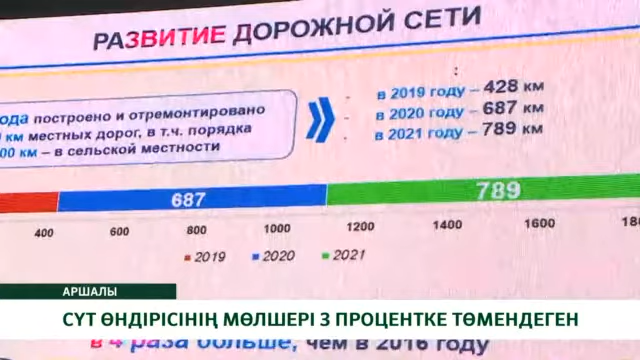 РАЗВИТИЕ ДОРОЖНОЙ СЕТИ
:
ода построено и отремонтировано
км местных дорог, в т.ч. порядка
00 км – в сельской местности
в 2019 году – 428 км
в 2020 году – 687 км
в 2021 году – 789 км
687 789
400 600 800 1000 1200 1400 1600 180
2019 2020 2021
АРШАЛЫ
СҮТ ӨНДІРІСІНІҢ МӨЛШЕРІ 3 ПРОЦЕНТКЕ ТӨМЕНДЕГЕН
в 4 раза больше, чем в 2016 году